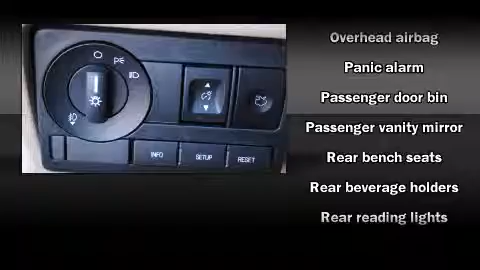 Overhead airbag
Panic alarm
Passenger door bin
Passenger vanity mirror
Rear bench seats
Rear beverage holders
Rear reading lights
INFO
SETUP
RESET